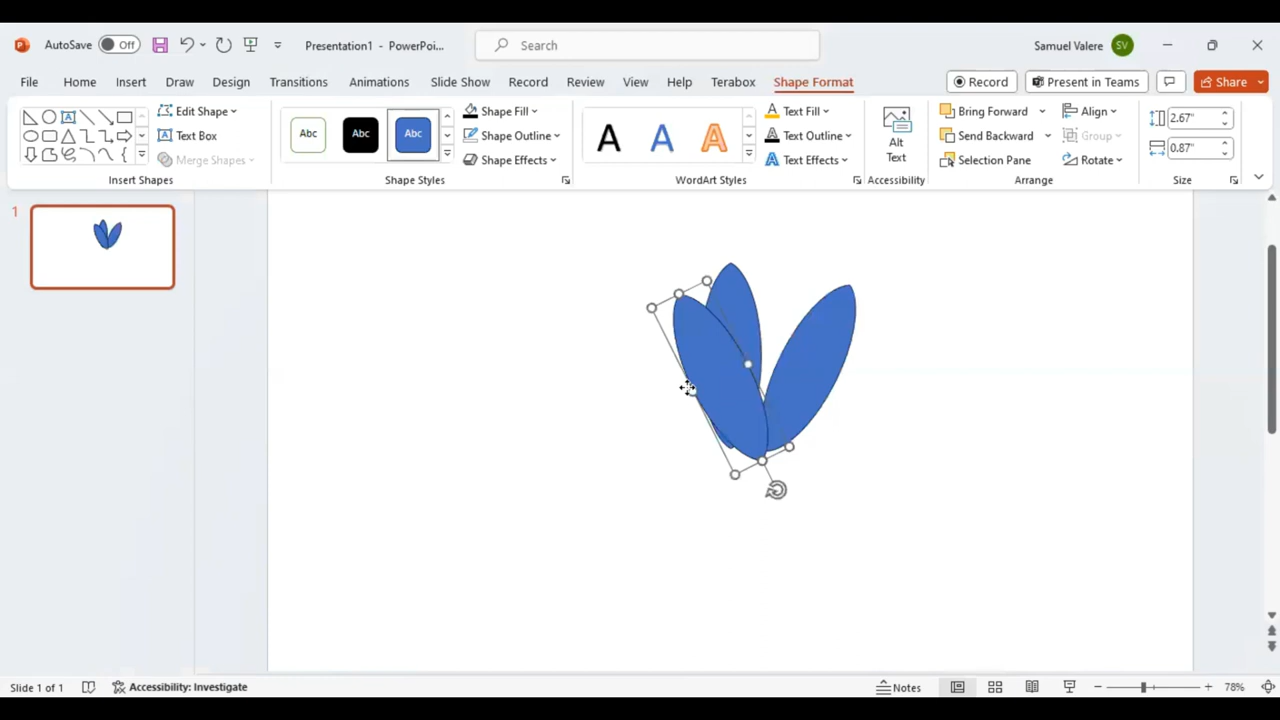 AutoSave Off Presentation1 - PowerPoi... Search Samuel Valere SV
File Home Insert Draw Design Transitions Animations Slide Show Record Review View Help Terabox Shape Format Record Present in Teams Share
Edit Shape Abc Abc Abc Shape Fill A A A Text Fill Alt Text Bring Forward Align 2.67"
Text Box Shape Outline Text Outline Send Backward Group 0.87"
Merge Shapes Shape Effects Text Effects Selection Pane Rotate
Insert Shapes Shape Styles WordArt Styles Accessibility Arrange Size
1
Slide 1 of 1 Accessibility: Investigate Notes 78%